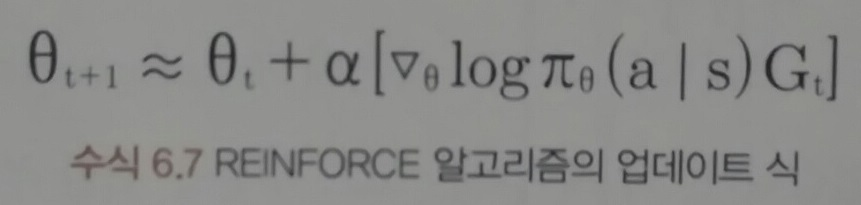 θₜ₊₁ ≈ θₜ + α[▽θ log πθ(a | s)Gₜ]
수식 6.7 REINFORCE 알고리즘의 업데이트 식